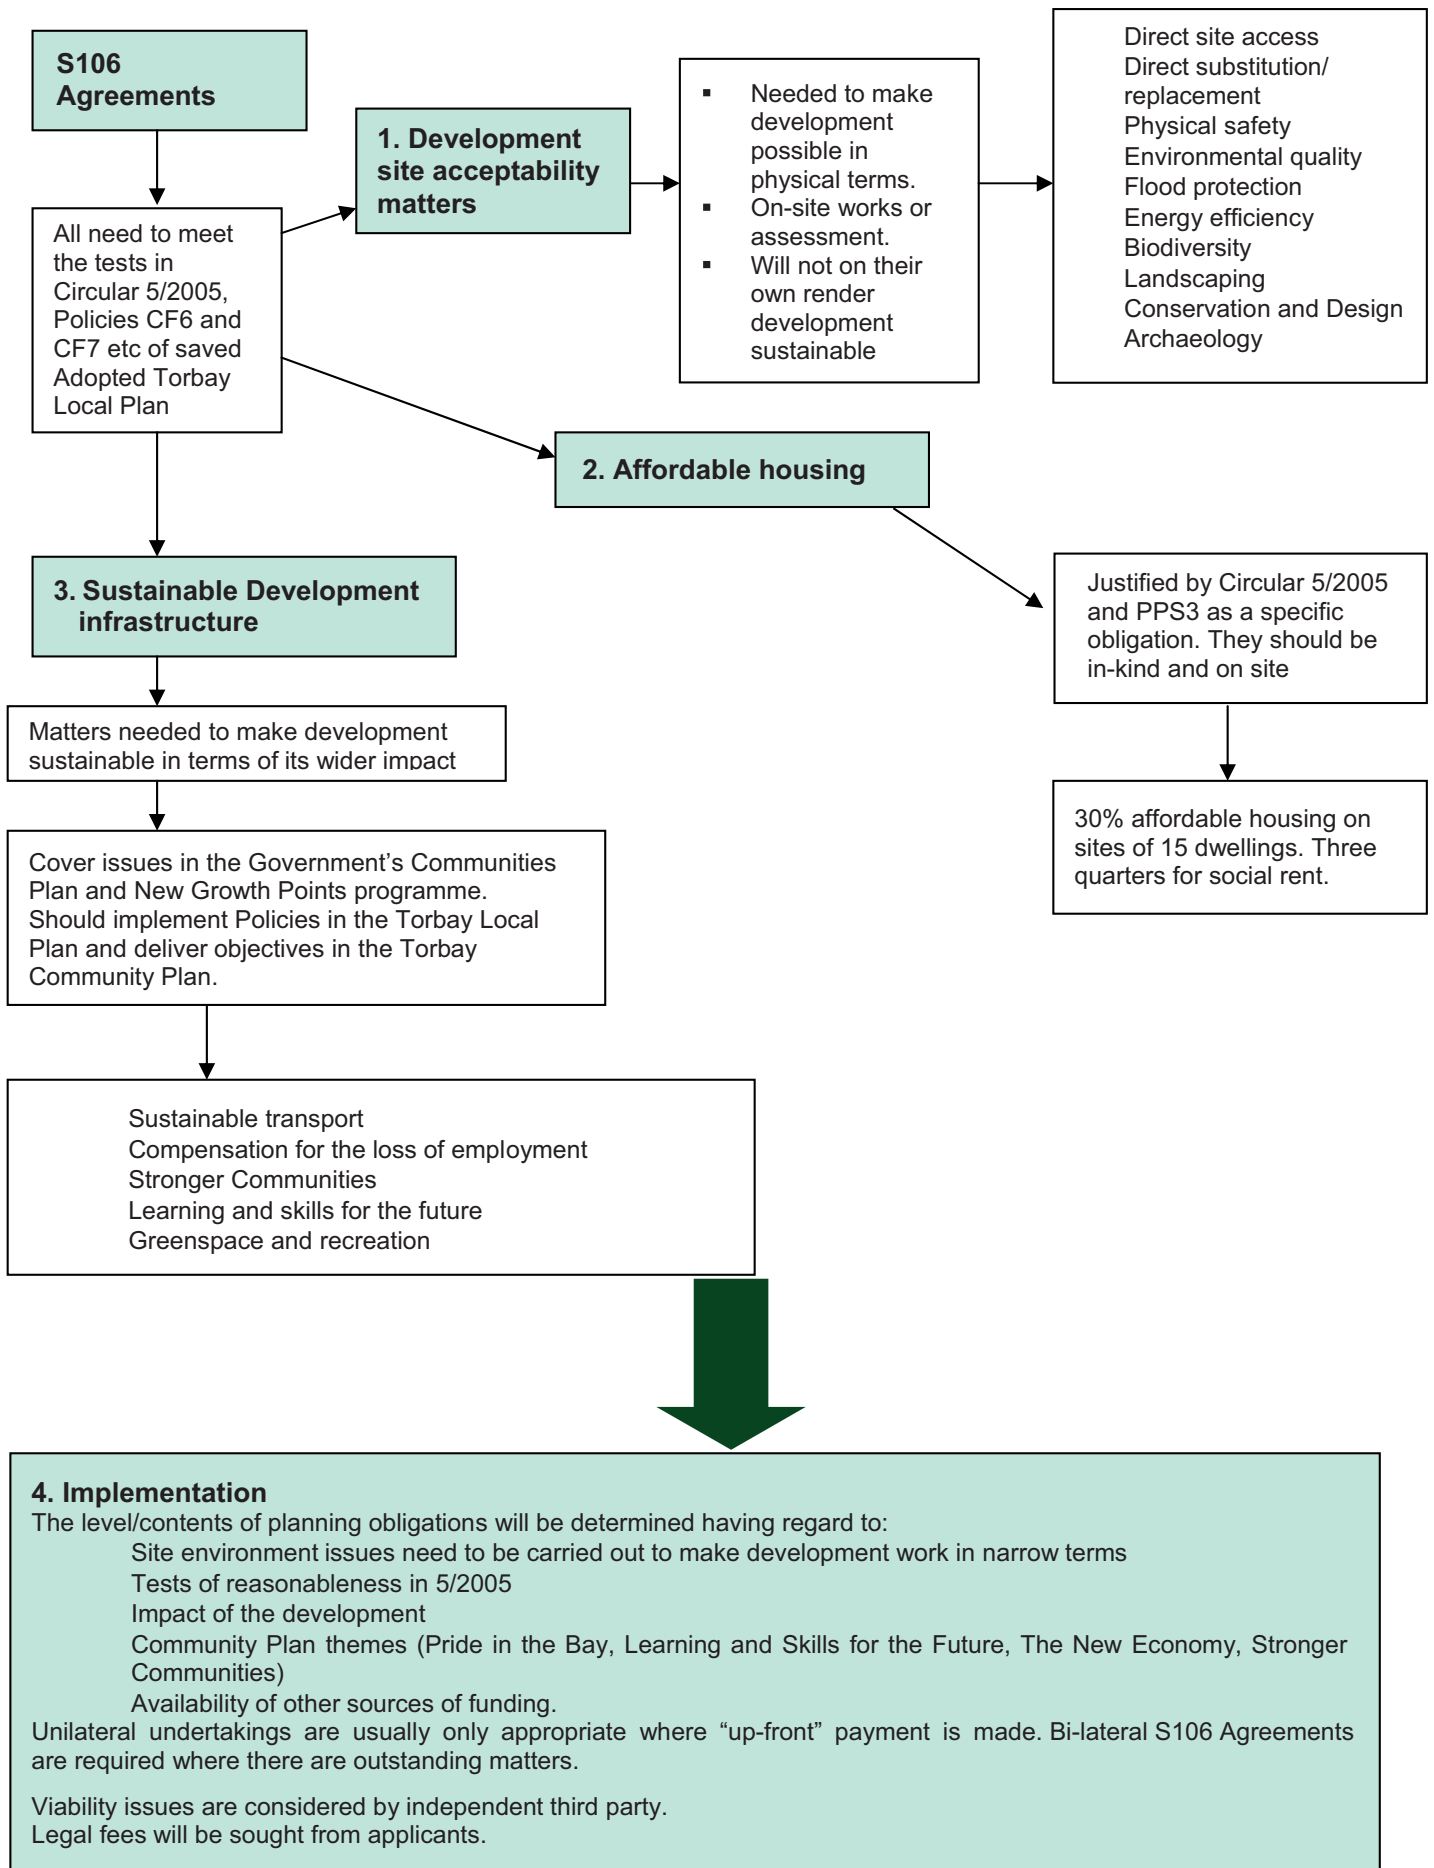 S106
Agreements
All need to meet
the tests in
Circular 5/2005,
Policies CF6 and
CF7 etc of saved
Adopted Torbay
Local Plan
1. Development
site acceptability
matters
▪ Needed to make
development
possible in
physical terms.
▪ On-site works or
assessment.
▪ Will not on their
own render
development
sustainable
Direct site access
Direct substitution/
replacement
Physical safety
Environmental quality
Flood protection
Energy efficiency
Biodiversity
Landscaping
Conservation and Design
Archaeology
2. Affordable housing
Justified by Circular 5/2005
and PPS3 as a specific
obligation. They should be
in-kind and on site
30% affordable housing on
sites of 15 dwellings. Three
quarters for social rent.
3. Sustainable Development
infrastructure
Matters needed to make development
sustainable in terms of its wider impact
Cover issues in the Government’s Communities
Plan and New Growth Points programme.
Should implement Policies in the Torbay Local
Plan and deliver objectives in the Torbay
Community Plan.
Sustainable transport
Compensation for the loss of employment
Stronger Communities
Learning and skills for the future
Greenspace and recreation
4. Implementation
The level/contents of planning obligations will be determined having regard to:
Site environment issues need to be carried out to make development work in narrow terms
Tests of reasonableness in 5/2005
Impact of the development
Community Plan themes (Pride in the Bay, Learning and Skills for the Future, The New Economy, Stronger
Communities)
Availability of other sources of funding.
Unilateral undertakings are usually only appropriate where “up-front” payment is made. Bi-lateral S106 Agreements
are required where there are outstanding matters.
Viability issues are considered by independent third party.
Legal fees will be sought from applicants.